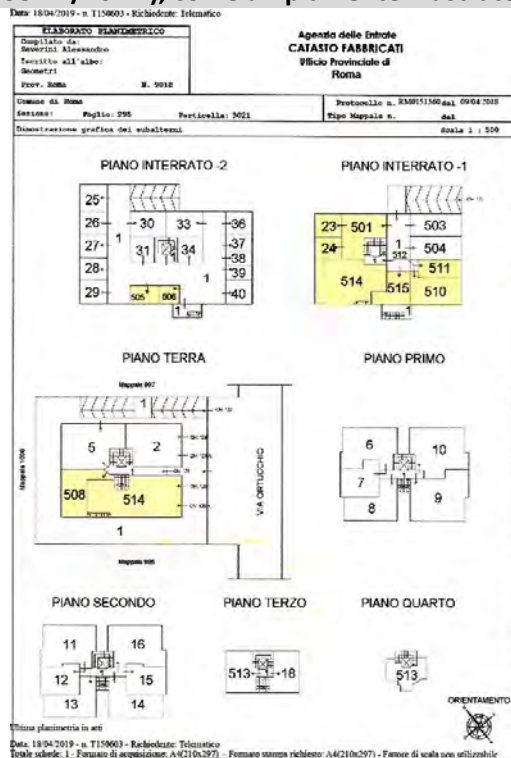 Data: 18/04/2019 - n. T150603 - Richiedente: Telematico
ELABORATO PLANIMETRICO
Compilato da:
Severini Alessandro
Iscritto all'albo:
Geometri
Prov. Roma N. 9018
Agenzia delle Entrate
CATASTO FABBRICATI
Ufficio Provinciale di
Roma
Comune di Roma
Sezione: Foglio: 295 Particella: 3021
Protocollo n. RM0151360 del 09/04/2018
Tipo Mappale n. del
Dimostrazione grafica dei subalterni
Scala 1 : 500
PIANO INTERRATO -2
25
26 30 33 36
1
27 31 34 37
38
28 1 39
29 505 506 40
1
PIANO INTERRATO -1
23 501 1 503
24 512 504
511
514 515 510
1
PIANO TERRA
Mappale 997
1
5 2
508 514
1
VIA ORTUCCHIO
PIANO PRIMO
6 10
7
8 9
PIANO SECONDO
11 16
12 15
13 14
PIANO TERZO
513 18
PIANO QUARTO
513
ORIENTAMENTO
Ultima planimetria in atti
Data: 18/04/2019 - n. T150603 - Richiedente: Telematico
Totale schede: 1 - Formato di acquisizione: A4(210x297) - Formato stampa richiesto: A4(210x297) - Fattore di scala non utilizzabile